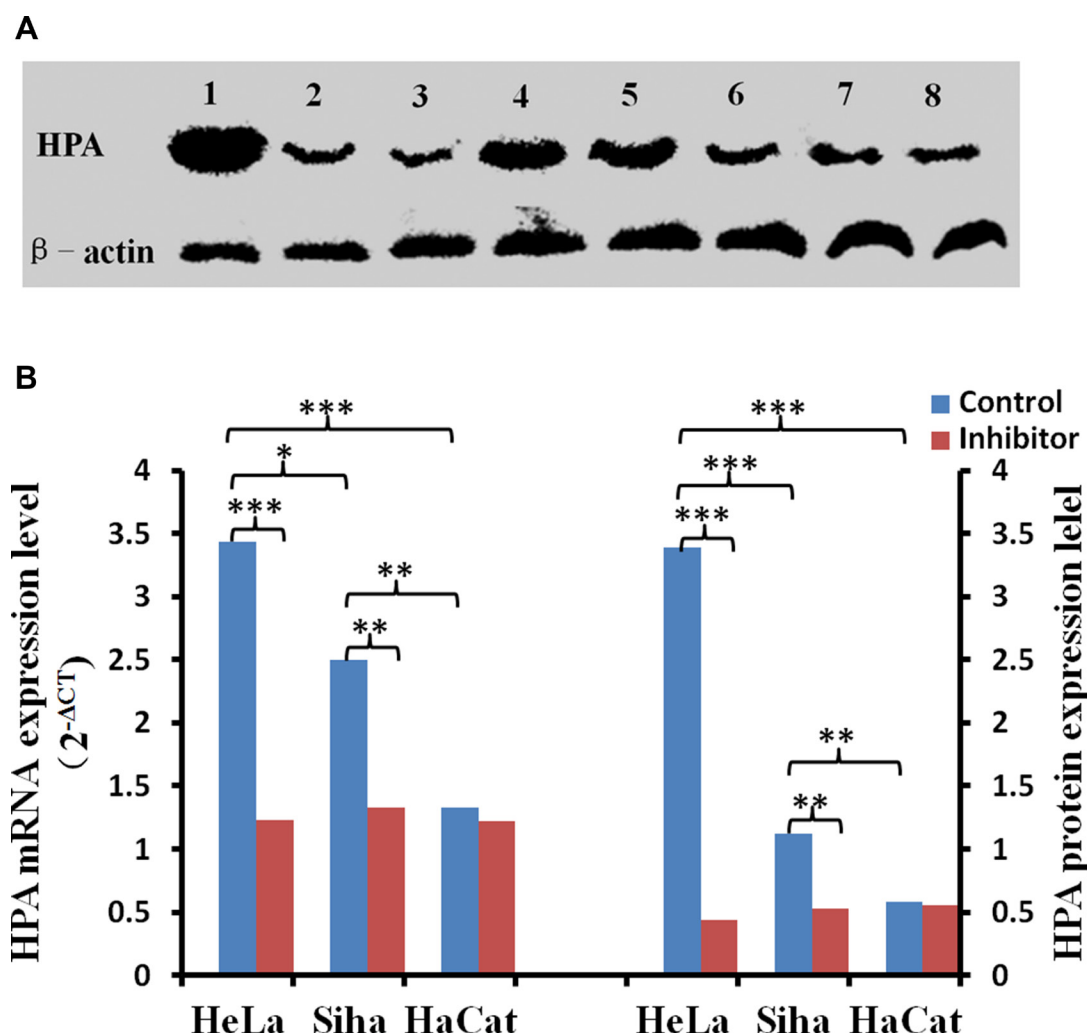 A
1 2 3 4 5 6 7 8
HPA
β – actin
B
Control
Inhibitor
*** ***
* ***
*** ***
** **
** **
HPA mRNA expression level
(2-ΔCT)
4
3.5
3
2.5
2
1.5
1
0.5
0
4
3.5
3
2.5
2
1.5
1
0.5
0
HPA protein expression lelel
HeLa Siha HaCat HeLa Siha HaCat